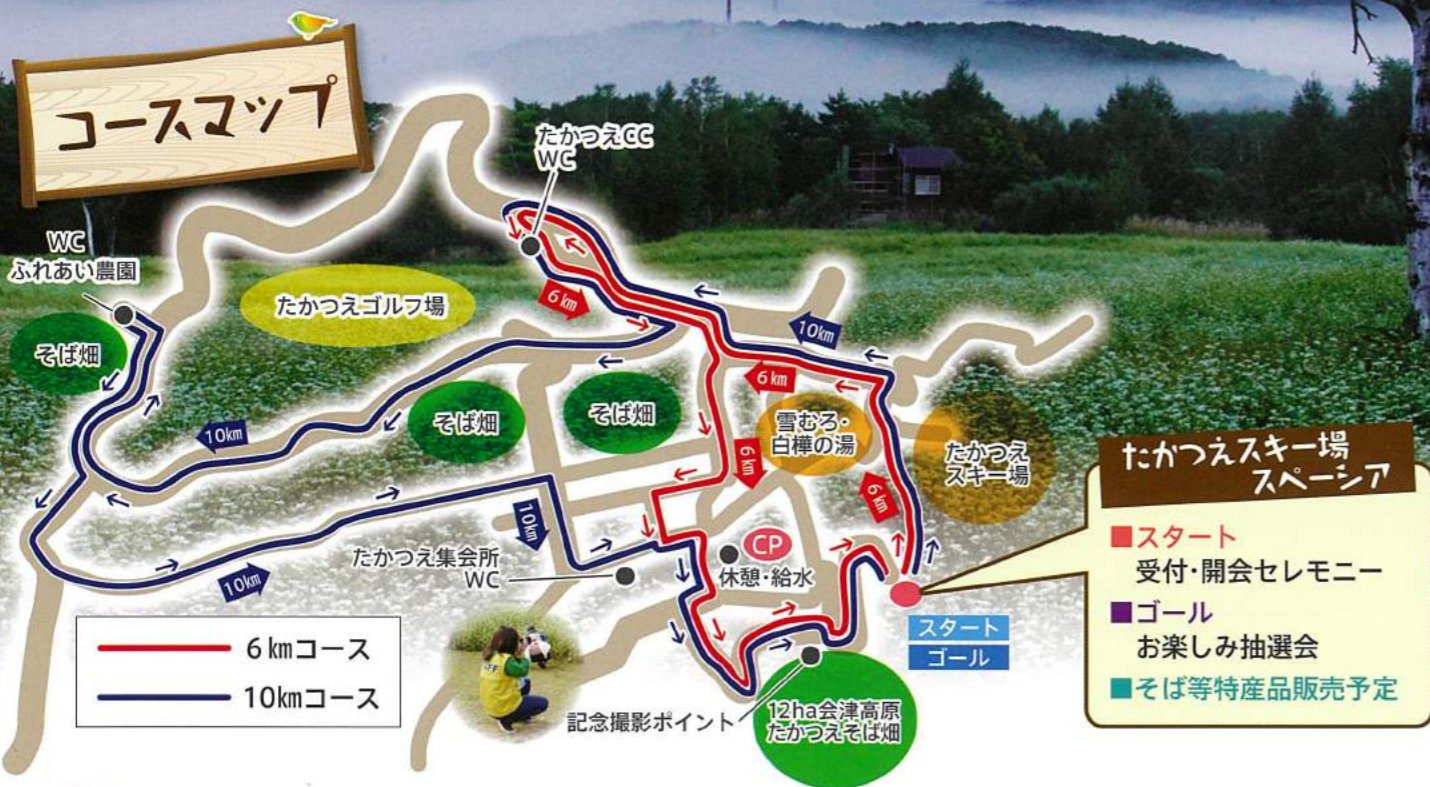 コースマップ
たかつえCC
WC
WC
ふれあい農園
たかつえゴルフ場
そば畑
6km
10km
そば畑
そば畑
6km
雪むろ・
白樺の湯
たかつえ
スキー場
10km
6km
6km
たかつえスキー場
スペーシア
10km
CP
休憩・給水
たかつえ集会所
WC
10km
■スタート
受付・開会セレモニー
■ゴール
お楽しみ抽選会
■そば等特産品販売予定
スタート
ゴール
6kmコース
10kmコース
記念撮影ポイント
12ha会津高原
たかつえそば畑